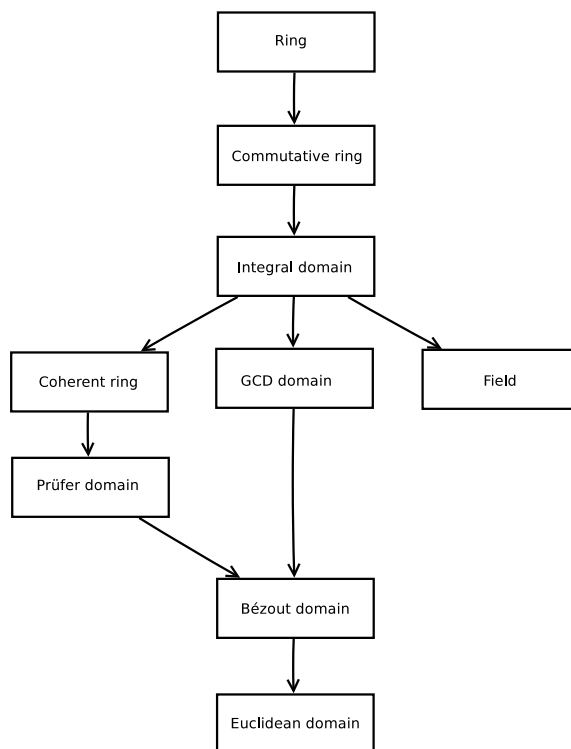 Ring
Commutative ring
Integral domain
Coherent ring
GCD domain
Field
Prüfer domain
Bézout domain
Euclidean domain